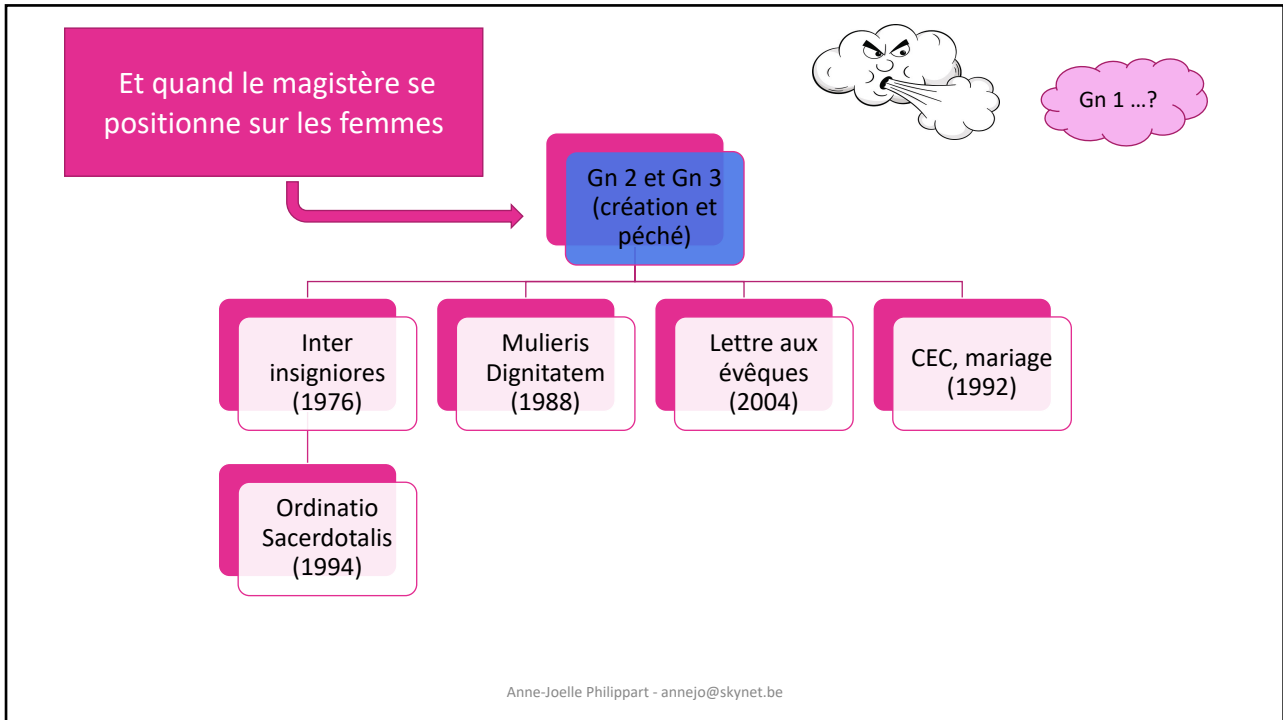 Et quand le magistère se
positionne sur les femmes
Gn 1 ...?
Gn 2 et Gn 3
(création et
péché)
Inter
insigniores
(1976)
Mulieris
Dignitatem
(1988)
Lettre aux
évêques
(2004)
CEC, mariage
(1992)
Ordinatio
Sacerdotalis
(1994)
Anne-Joelle Philippart - annejo@skynet.be